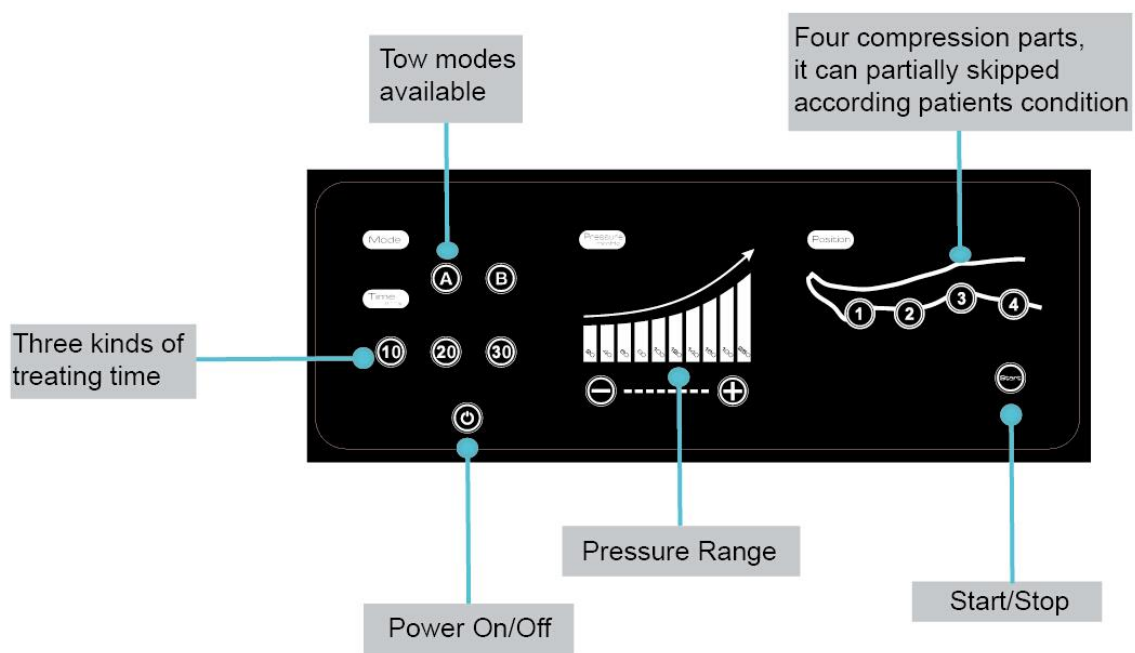 Tow modes
available
Four compression parts,
it can partially skipped
according patients condition
Mode
A
B
Pressure
Position
Time
10
20
30
1
2
3
4
Three kinds of
treating time
Start
Pressure Range
Start/Stop
Power On/Off